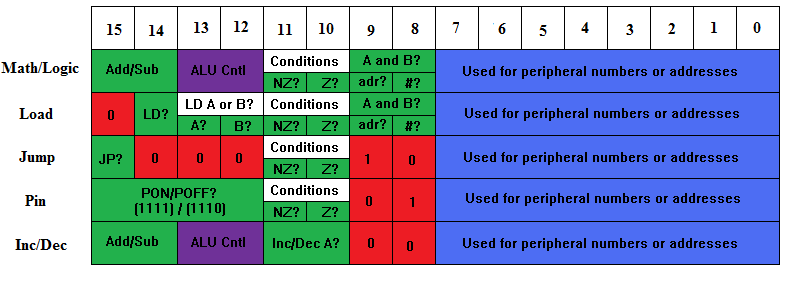 15 14 13 12 11 10 9 8 7 6 5 4 3 2 1 0
Math/Logic Add/Sub ALU Cntl Conditions A and B? Used for peripheral numbers or addresses
NZ? Z? adr? #?
Load 0 LD? LD A or B? Conditions A and B? Used for peripheral numbers or addresses
A? B? NZ? Z? adr? #?
Jump JP? 0 0 0 Conditions 1 0 Used for peripheral numbers or addresses
NZ? Z?
Pin PON/POFF? Conditions 0 1 Used for peripheral numbers or addresses
(1111) / (1110) NZ? Z?
Inc/Dec Add/Sub ALU Cntl Inc/Dec A? 0 0 Used for peripheral numbers or addresses